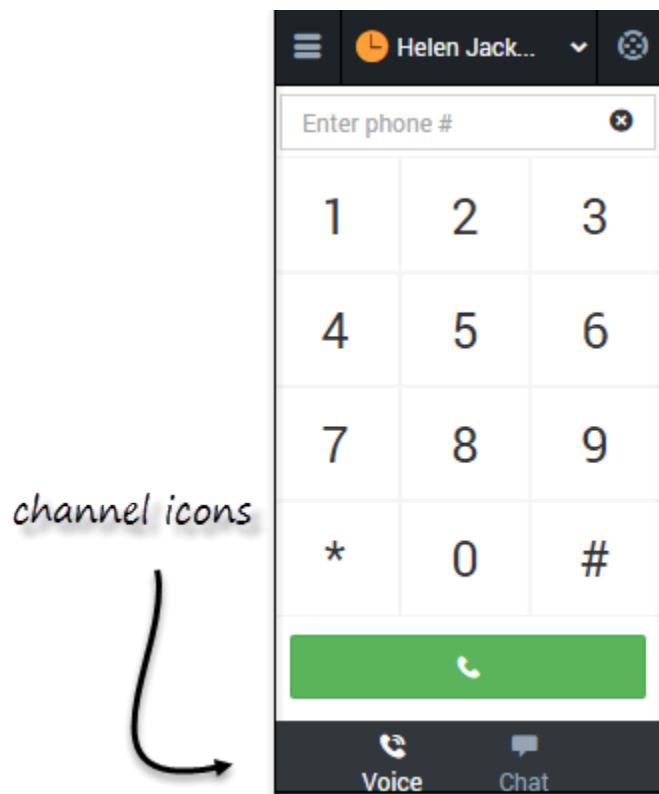 Helen Jack...
Enter phone #
1 2 3
4 5 6
7 8 9
channel icons
* 0 #
Voice Chat